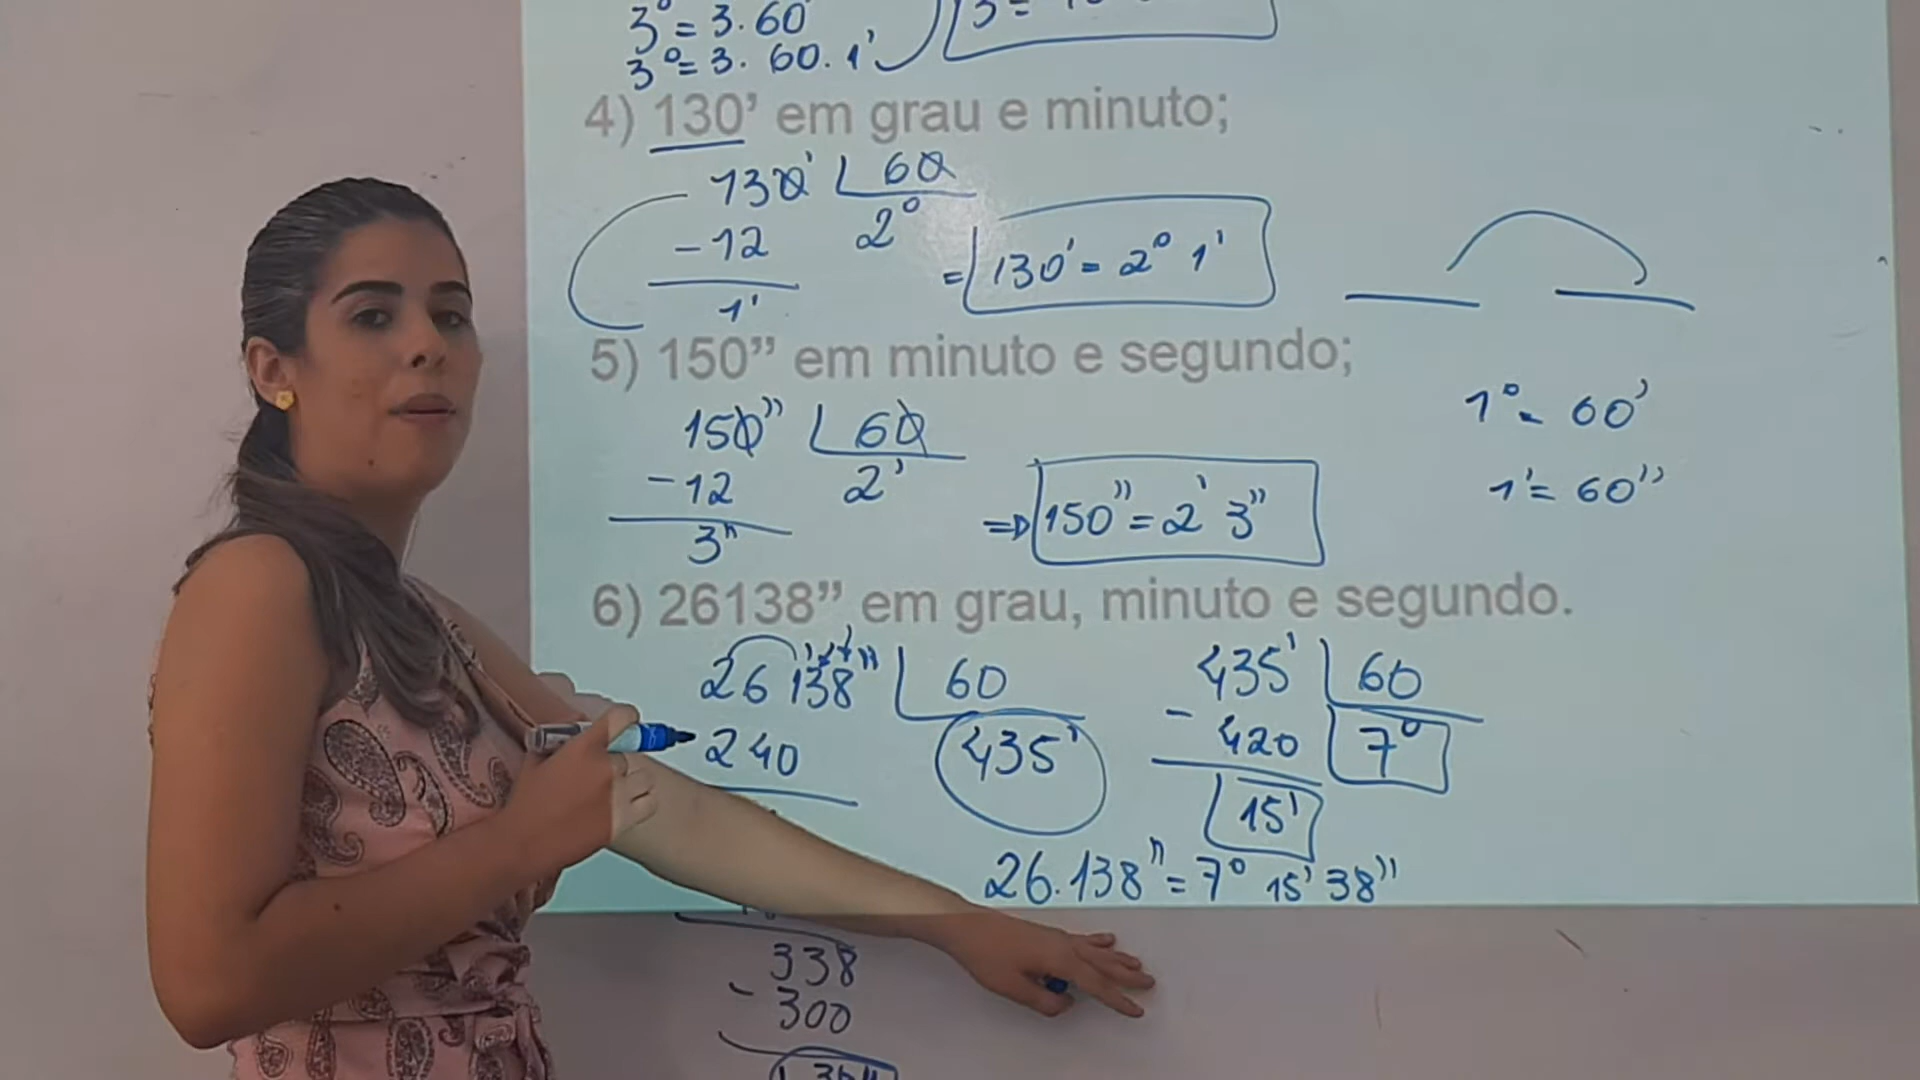 3° = 3. 60'
3° = 3. 60. 1'
4) 130’ em grau e minuto;
130' 60
- 12 2°
1'
= 130' = 2° 1'
5) 150” em minuto e segundo;
150" 60
- 12 2'
3"
⇒ 150" = 2' 3"
1° = 60'
1' = 60"
6) 26138” em grau, minuto e segundo.
26138" 60
240 435'
435' 60
- 420 7°
15'
26.138" = 7° 15' 38"
338
- 300